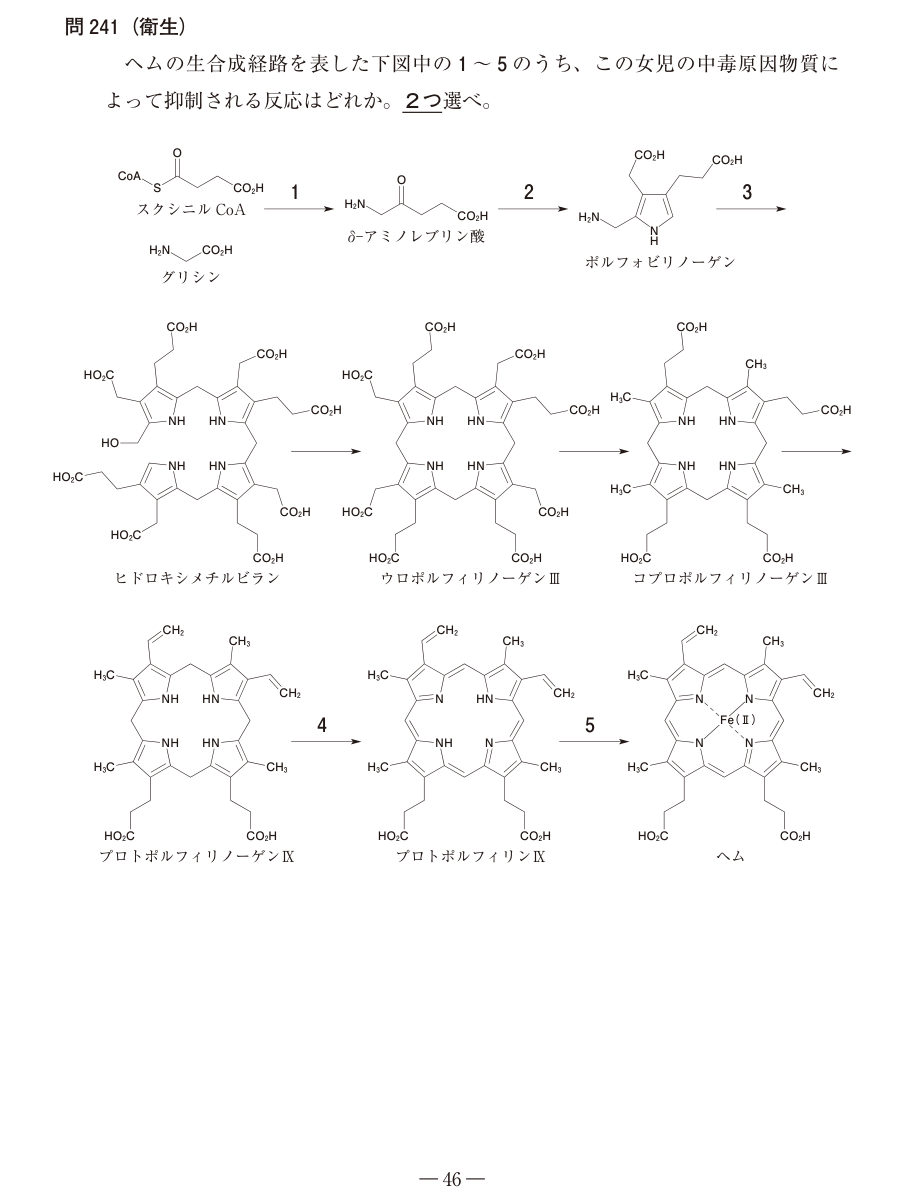 問 241（衛生）
ヘムの生合成経路を表した下図中の 1 ～ 5 のうち、この女児の中毒原因物質に
よって抑制される反応はどれか。２つ選べ。
O
CoA S CO₂H
スクシニル CoA
1
H₂N CO₂H
グリシン
O
H₂N CO₂H
δ-アミノレブリン酸
2
CO₂H CO₂H
H₂N N H
ポルフォビリノーゲン
3
CO₂H
HO₂C CO₂H
CO₂H
NH HN
HO
NH HN
HO₂C
HO₂C CO₂H
CO₂H
ヒドロキシメチルビラン
CO₂H
HO₂C CO₂H
CO₂H
NH HN
NH HN
HO₂C CO₂H
HO₂C CO₂H
ウロポルフィリノーゲンⅢ
CO₂H
CH₃
H₃C CO₂H
NH HN
NH HN
H₃C CH₃
HO₂C CO₂H
コプロポルフィリノーゲンⅢ
CH₂ CH₃
H₃C CH₂
NH HN
NH HN
H₃C CH₃
HO₂C CO₂H
プロトポルフィリノーゲンⅨ
4
CH₂ CH₃
H₃C CH₂
N HN
NH N
H₃C CH₃
HO₂C CO₂H
プロトポルフィリンⅨ
5
CH₂ CH₃
H₃C CH₂
N N
Fe(Ⅱ)
N N
H₃C CH₃
HO₂C CO₂H
ヘム
— 46 —